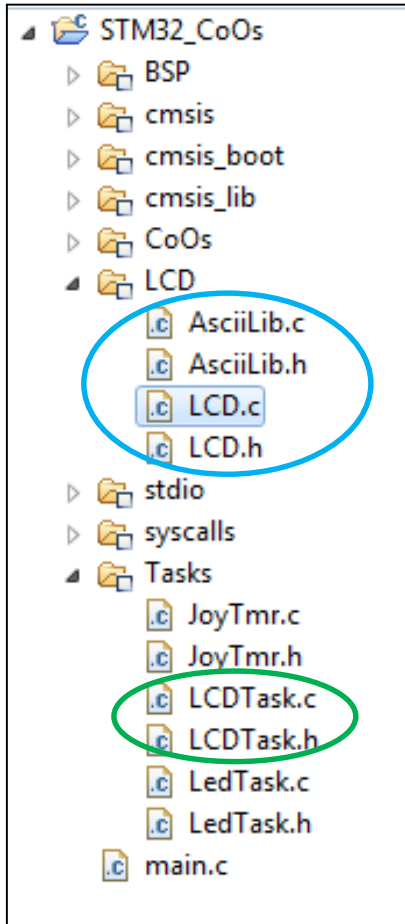 STM32_CoOs
BSP
cmsis
cmsis_boot
cmsis_lib
CoOs
LCD
AsciiLib.c
AsciiLib.h
LCD.c
LCD.h
stdio
syscalls
Tasks
JoyTmr.c
JoyTmr.h
LCDTask.c
LCDTask.h
LedTask.c
LedTask.h
main.c